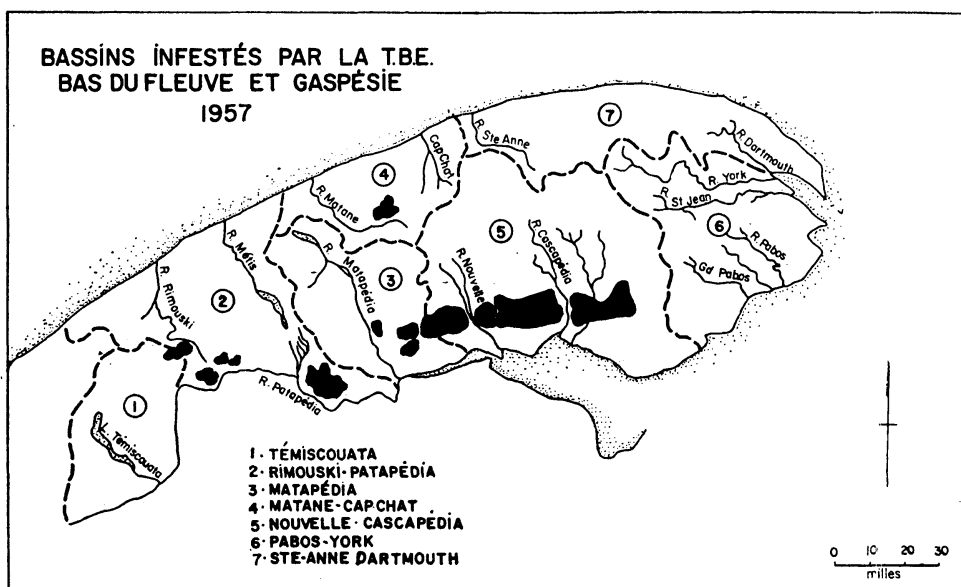 BASSINS INFESTÉS PAR LA T.B.E.
BAS DU FLEUVE ET GASPÉSIE
1957
7
R. Ste Anne
R. Dartmouth
Cap Chat
4
R. York
R. Matane
R. St Jean
6
R. Pabos
Gd Pabos
5
R. Cascapédia
R. Nouvelle
R. Métis
R. Matapédia
3
R. Rimouski
2
R. Patapédia
1
L. Témiscouata
1. TÉMISCOUATA
2. RIMOUSKI-PATAPÉDIA
3. MATAPÉDIA
4. MATANE-CAP-CHAT
5. NOUVELLE-CASCAPÉDIA
6. PABOS-YORK
7. STE-ANNE DARTMOUTH
0 10 20 30
milles